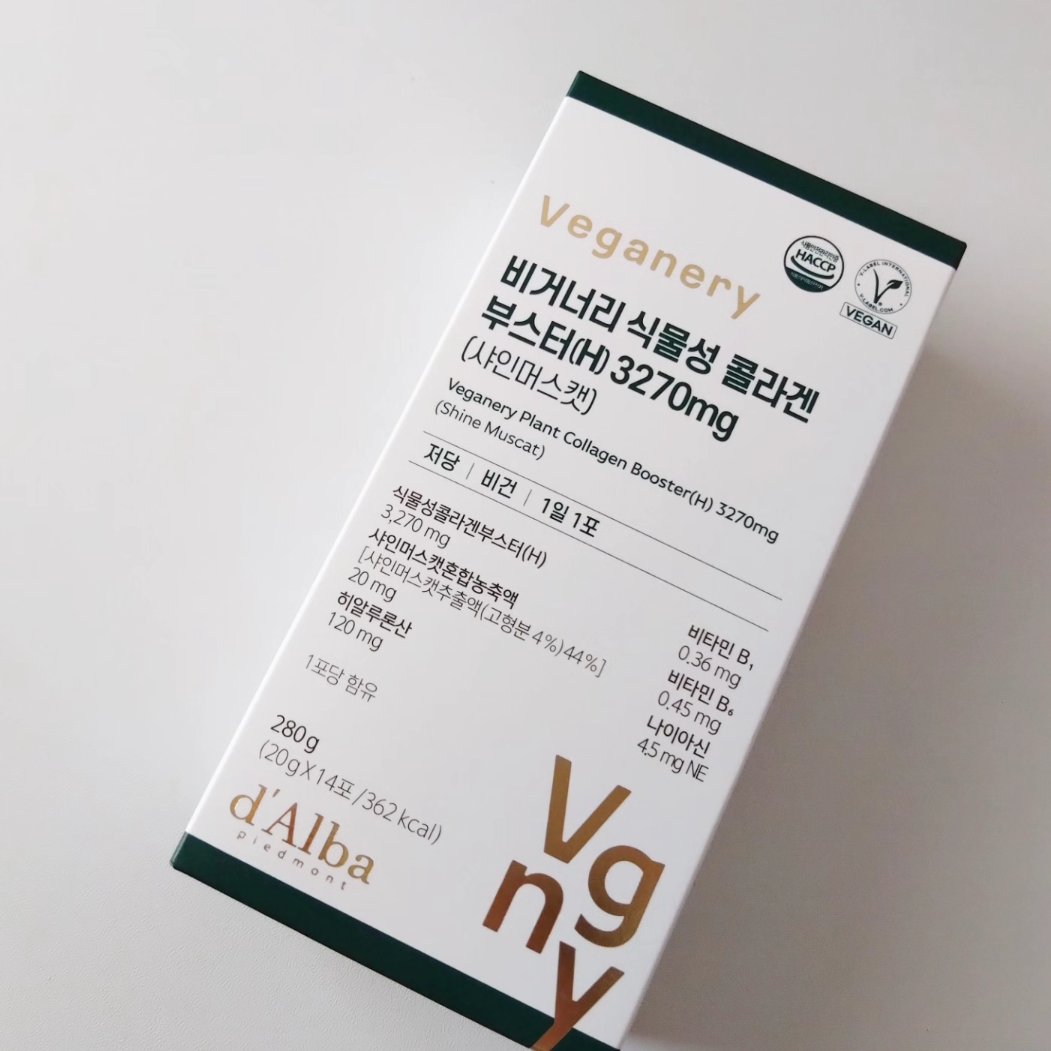 Veganery
HACCP
V-LABEL INTERNATIONAL
V-LABEL.COM
VEGAN
비거너리 식물성 콜라겐
부스터(H) 3270mg
(샤인머스캣)
Veganery Plant Collagen Booster(H) 3270mg
(Shine Muscat)
저당 | 비건 | 1일 1포
식물성콜라겐부스터(H)
3,270 mg
샤인머스캣혼합농축액
[샤인머스캣추출액(고형분 4%)44%]
20 mg
히알루론산
120 mg
1포당 함유
비타민 B₁
0.36 mg
비타민 B₆
0.45 mg
나이아신
4.5 mg NE
280 g
(20 g X 14포 / 362 kcal)
d'Alba
piedmont
Vg
ny